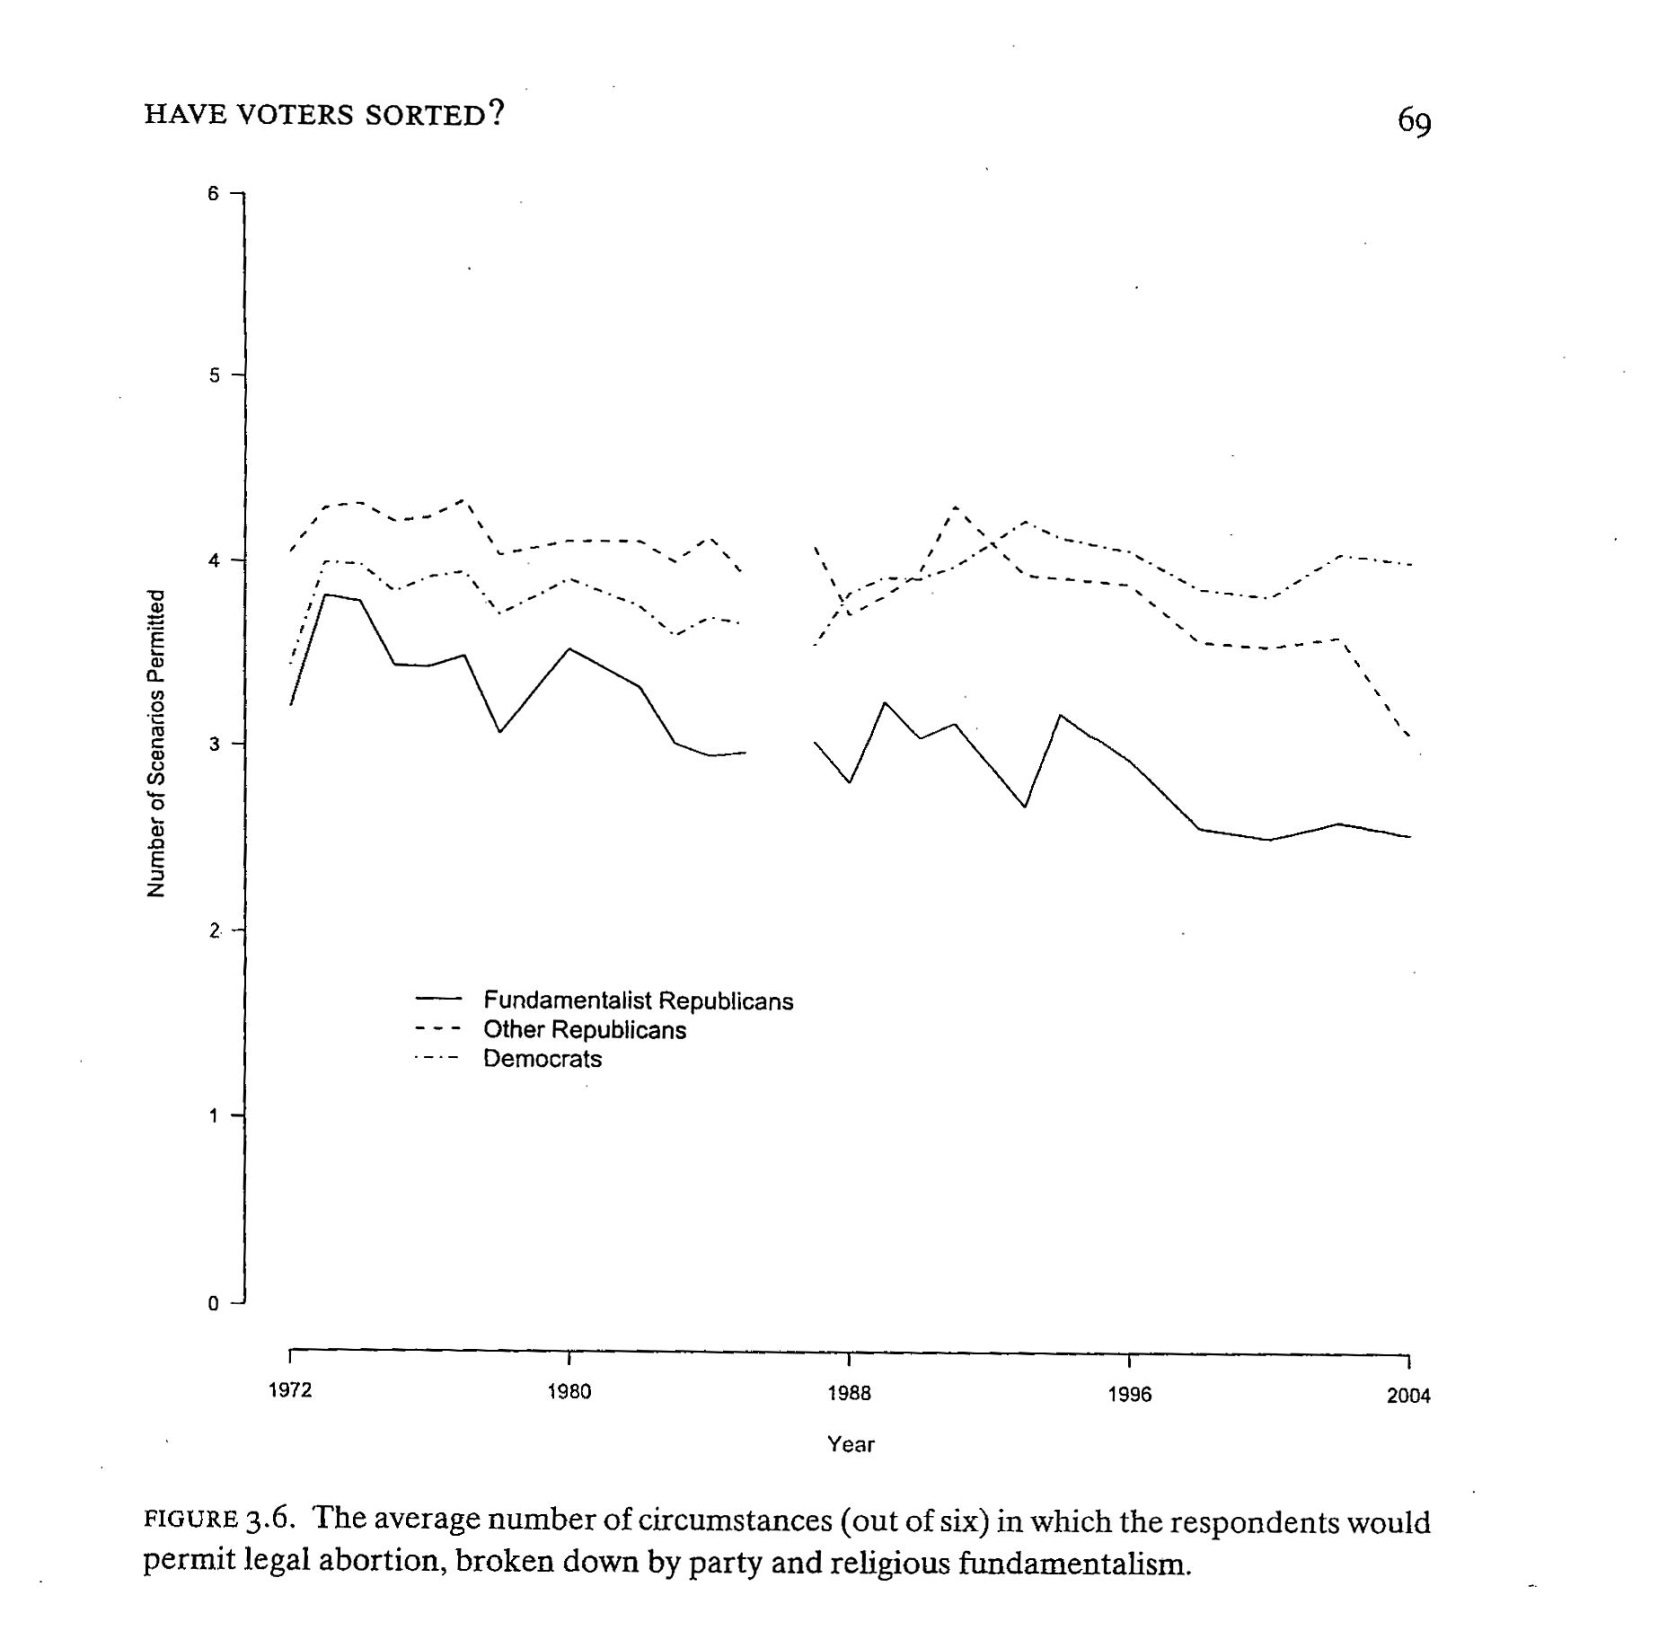 HAVE VOTERS SORTED?
69
6
5
4
3
2
1
0
Number of Scenarios Permitted
Fundamentalist Republicans
Other Republicans
Democrats
1972
1980
1988
1996
2004
Year
FIGURE 3.6. The average number of circumstances (out of six) in which the respondents would
permit legal abortion, broken down by party and religious fundamentalism.